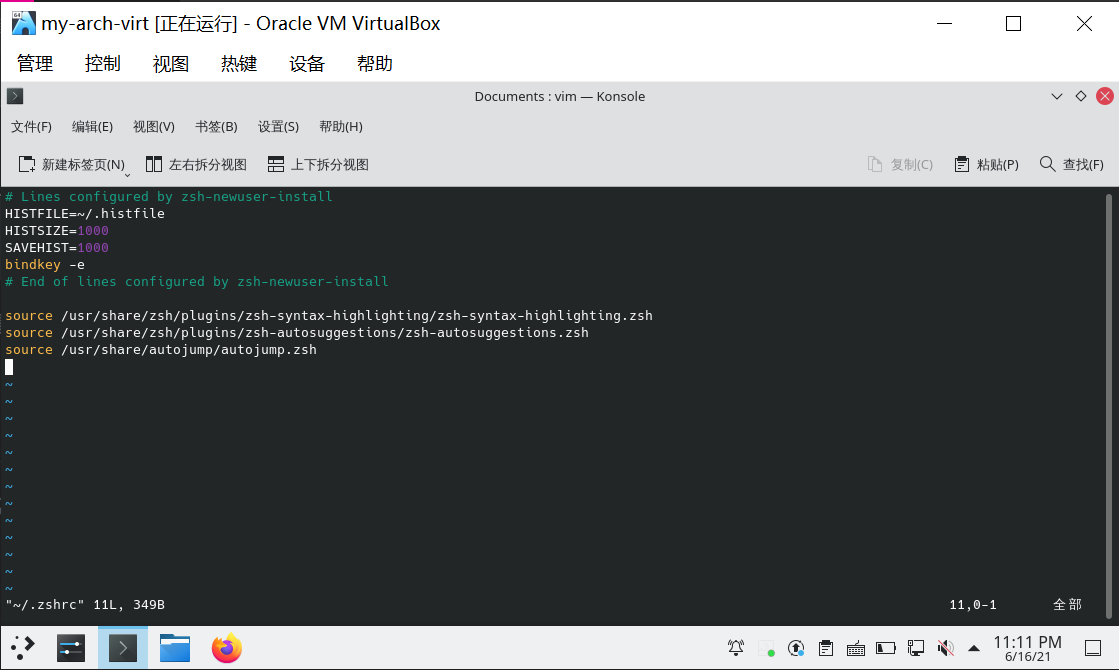 my-arch-virt [正在运行] - Oracle VM VirtualBox
管理 控制 视图 热键 设备 帮助
Documents : vim — Konsole
文件(F) 编辑(E) 视图(V) 书签(B) 设置(S) 帮助(H)
新建标签页(N) 左右拆分视图 上下拆分视图 复制(C) 粘贴(P) 查找(F)
# Lines configured by zsh-newuser-install
HISTFILE=~/.histfile
HISTSIZE=1000
SAVEHIST=1000
bindkey -e
# End of lines configured by zsh-newuser-install
source /usr/share/zsh/plugins/zsh-syntax-highlighting/zsh-syntax-highlighting.zsh
source /usr/share/zsh/plugins/zsh-autosuggestions/zsh-autosuggestions.zsh
source /usr/share/autojump/autojump.zsh
~
~
~
~
~
~
~
~
~
~
~
~
~
"~/.zshrc" 11L, 349B 11,0-1 全部
11:11 PM
6/16/21